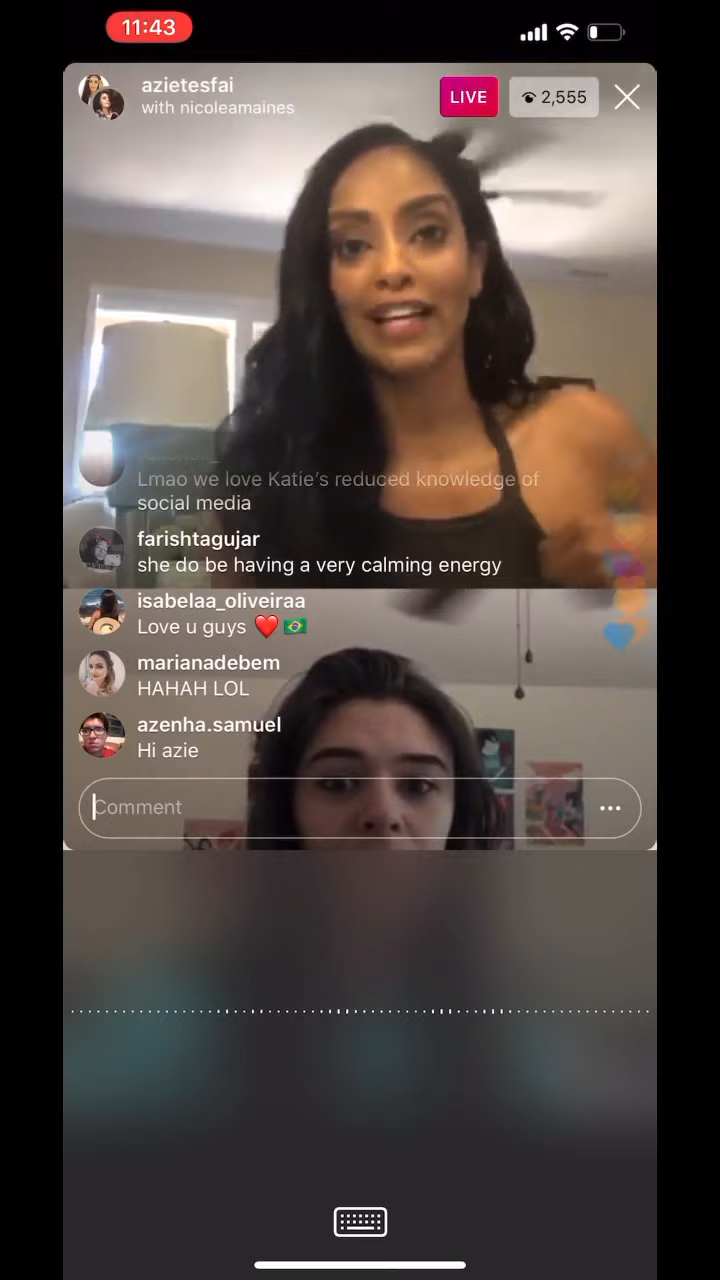 11:43
azietesfai
with nicoleamaines
LIVE
2,555
Lmao we love Katie's reduced knowledge of
social media
farishtagujar
she do be having a very calming energy
isabelaa_oliveiraa
Love u guys ❤️🇧🇷
marianadebem
HAHAH LOL
azenha.samuel
Hi azie
Comment